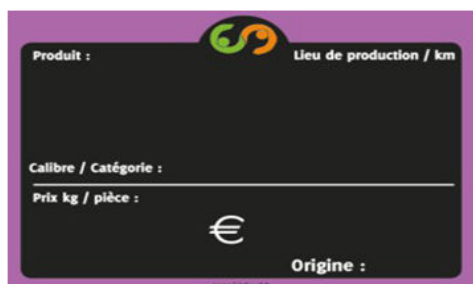 Produit :
Lieu de production / km
Calibre / Catégorie :
Prix kg / pièce :
€
Origine :